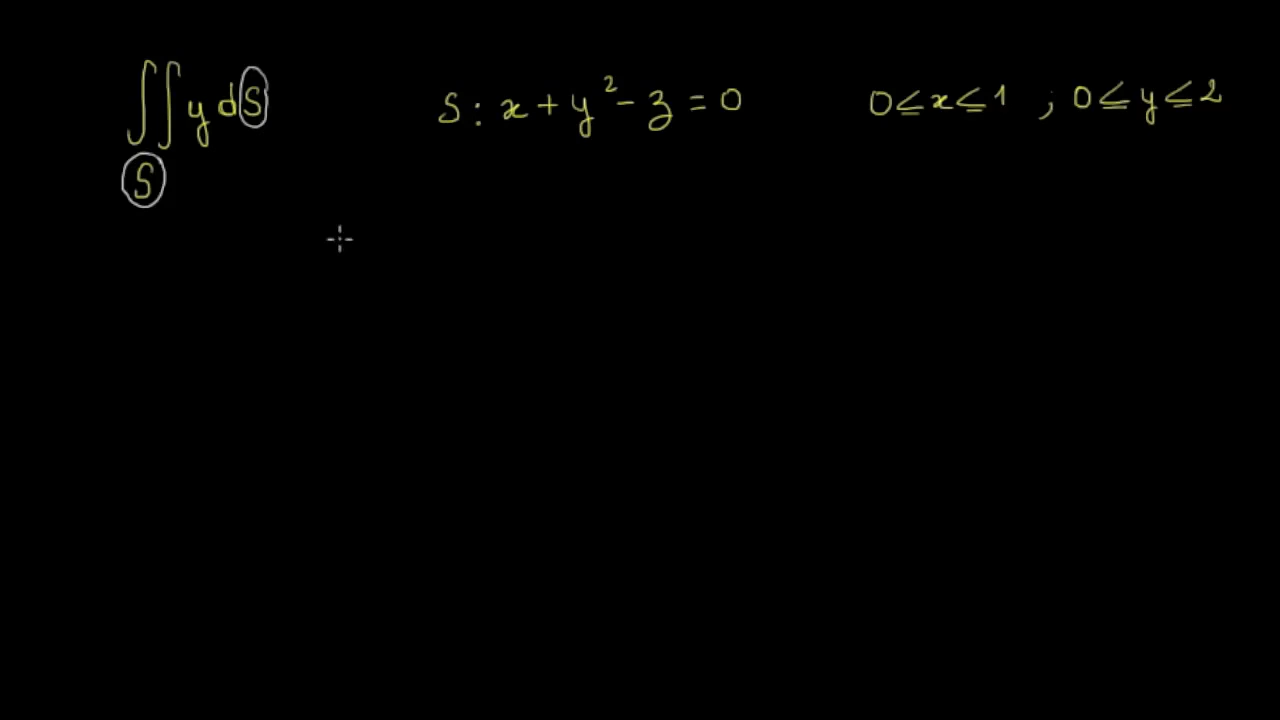 ∬ y dS S: x + y² - z = 0 0 ≤ x ≤ 1 ; 0 ≤ y ≤ 2
S